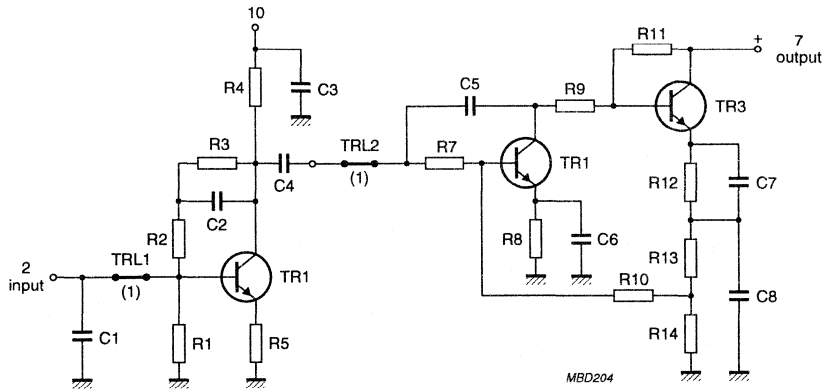 10
R11
+ 7
output
R4
C3
C5
R9
TR3
R3
TRL2
R7
C4
(1)
TR1
R12
C7
C2
R2
R8
C6
2
input
TRL1
(1)
TR1
R10
R13
C8
C1
R1
R5
R14
MBD204